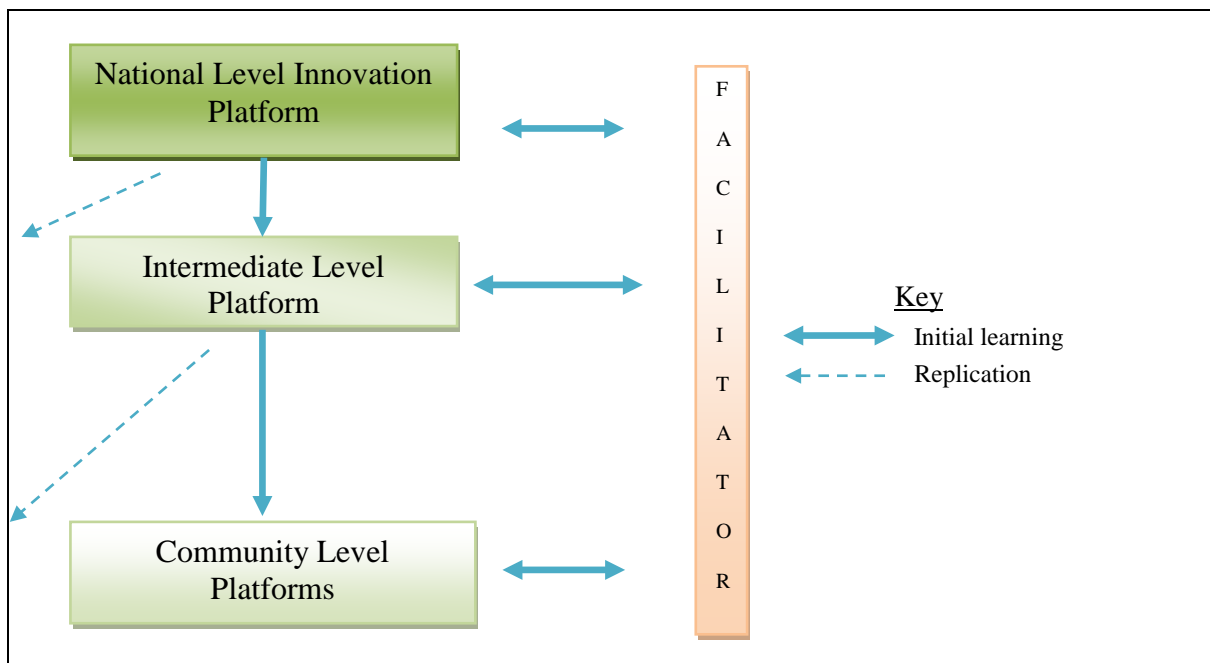 National Level Innovation
Platform
Intermediate Level
Platform
Community Level
Platforms
F
A
C
I
L
I
T
A
T
O
R
Key
Initial learning
Replication